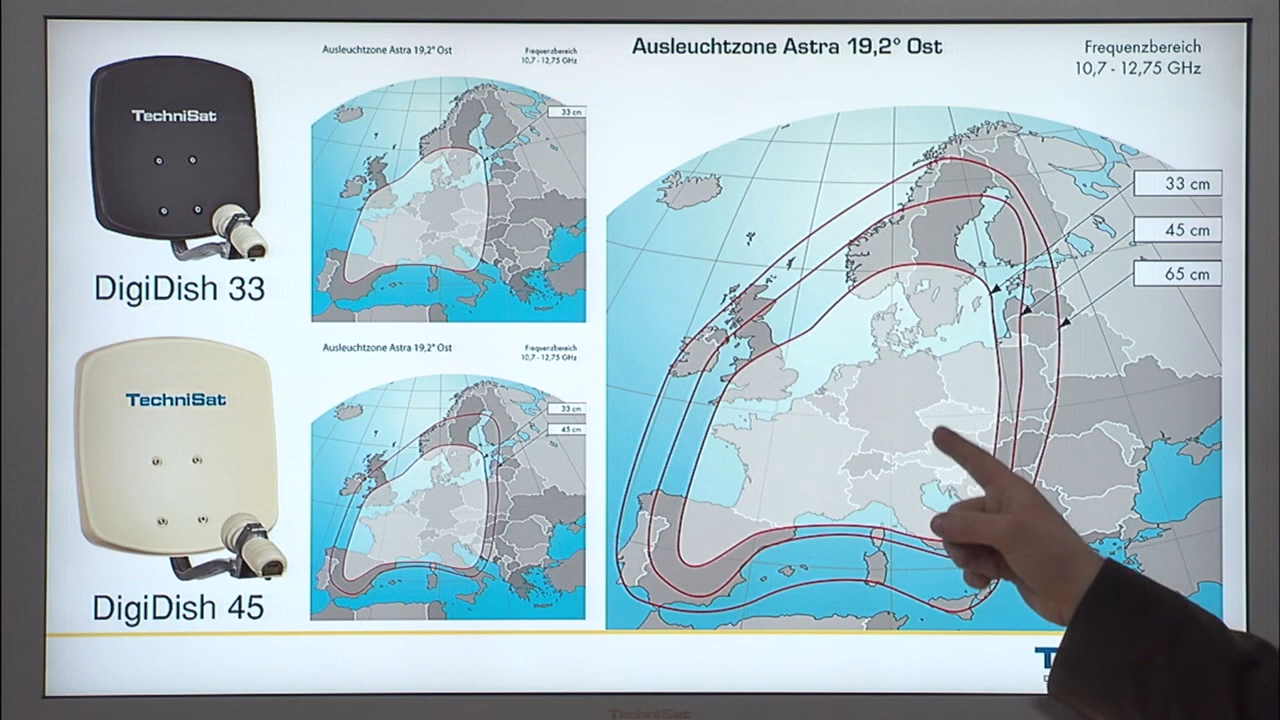 TechniSat
DigiDish 33
TechniSat
DigiDish 45
Ausleuchtzone Astra 19,2° Ost
Frequenzbereich
10,7 - 12,75 GHz
33 cm
Ausleuchtzone Astra 19,2° Ost
Frequenzbereich
10,7 - 12,75 GHz
33 cm
45 cm
Ausleuchtzone Astra 19,2° Ost
Frequenzbereich
10,7 - 12,75 GHz
33 cm
45 cm
65 cm
TechniSat